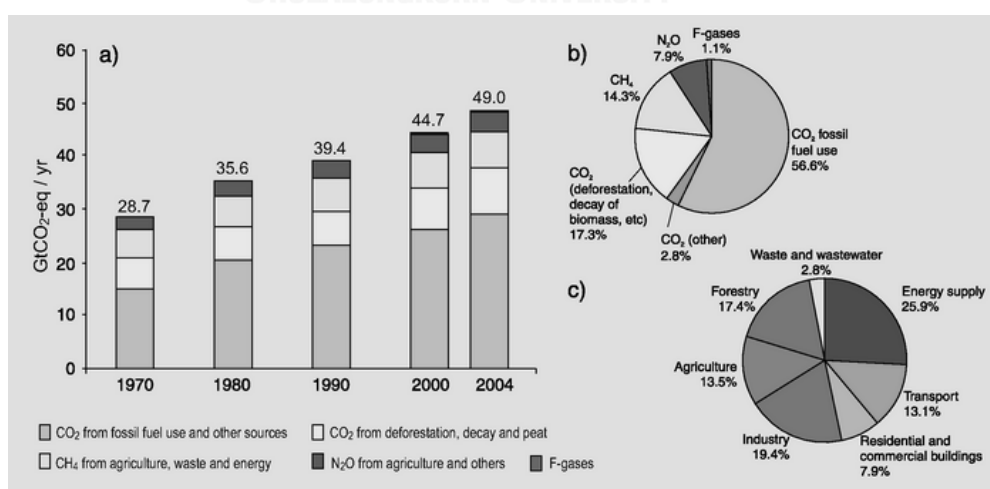 a)
60
50
40
30
20
10
0
GtCO2-eq / yr
28.7
35.6
39.4
44.7
49.0
1970 1980 1990 2000 2004
CO2 from fossil fuel use and other sources
CO2 from deforestation, decay and peat
CH4 from agriculture, waste and energy
N2O from agriculture and others
F-gases
b)
F-gases
1.1%
N2O
7.9%
CH4
14.3%
CO2 fossil
fuel use
56.6%
CO2
(deforestation,
decay of
biomass, etc)
17.3%
CO2 (other)
2.8%
c)
Waste and wastewater
2.8%
Forestry
17.4%
Energy supply
25.9%
Agriculture
13.5%
Transport
13.1%
Industry
19.4%
Residential and
commercial buildings
7.9%